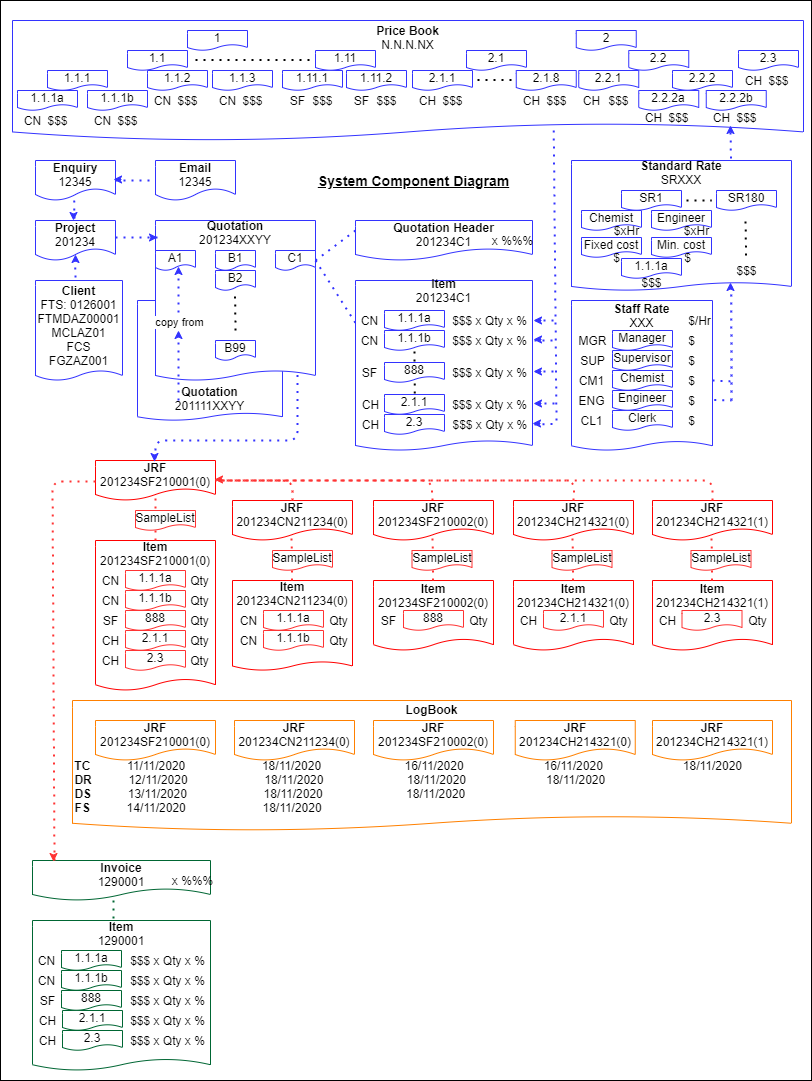 Price Book
N.N.N.NX
1
2
1.1
1.11
2.1
2.2
2.3
1.1.1
1.1.2
1.1.3
1.11.1
1.11.2
2.1.1
2.1.8
2.2.1
2.2.2
CH $$$
1.1.1a
1.1.1b
CN $$$
CN $$$
SF $$$
SF $$$
CH $$$
CH $$$
CH $$$
2.2.2a
2.2.2b
CN $$$
CN $$$
CH $$$
CH $$$
Enquiry
12345
Email
12345
System Component Diagram
Standard Rate
SRXXX
SR1
SR180
Chemist
$xHr
Engineer
$xHr
Fixed cost
$
Min. cost
$
1.1.1a
$$$
$$$
Project
201234
Quotation
201234XXYY
A1
B1
B2
B99
C1
copy from
Quotation
201111XXYY
Quotation Header
201234C1
x %%%
Client
FTS: 0126001
FTMDAZ00001
MCLAZ01
FCS
FGZAZ001
Item
201234C1
CN 1.1.1a $$$ x Qty x %
CN 1.1.1b $$$ x Qty x %
SF 888 $$$ x Qty x %
CH 2.1.1 $$$ x Qty x %
CH 2.3 $$$ x Qty x %
Staff Rate
XXX $/Hr
MGR Manager $
SUP Supervisor $
CM1 Chemist $
ENG Engineer $
CL1 Clerk $
JRF
201234SF210001(0)
SampleList
Item
201234SF210001(0)
CN 1.1.1a Qty
CN 1.1.1b Qty
SF 888 Qty
CH 2.1.1 Qty
CH 2.3 Qty
JRF
201234CN211234(0)
SampleList
Item
201234CN211234(0)
CN 1.1.1a Qty
CN 1.1.1b Qty
JRF
201234SF210002(0)
SampleList
Item
201234SF210002(0)
SF 888 Qty
JRF
201234CH214321(0)
SampleList
Item
201234CH214321(0)
CH 2.1.1 Qty
JRF
201234CH214321(1)
SampleList
Item
201234CH214321(1)
CH 2.3 Qty
LogBook
JRF JRF JRF JRF JRF
201234SF210001(0) 201234CN211234(0) 201234SF210002(0) 201234CH214321(0) 201234CH214321(1)
TC 11/11/2020 18/11/2020 16/11/2020 16/11/2020 18/11/2020
DR 12/11/2020 18/11/2020 18/11/2020 18/11/2020
DS 13/11/2020 18/11/2020 18/11/2020
FS 14/11/2020 18/11/2020
Invoice
1290001 x %%%
Item
1290001
CN 1.1.1a $$$ x Qty x %
CN 1.1.1b $$$ x Qty x %
SF 888 $$$ x Qty x %
CH 2.1.1 $$$ x Qty x %
CH 2.3 $$$ x Qty x %